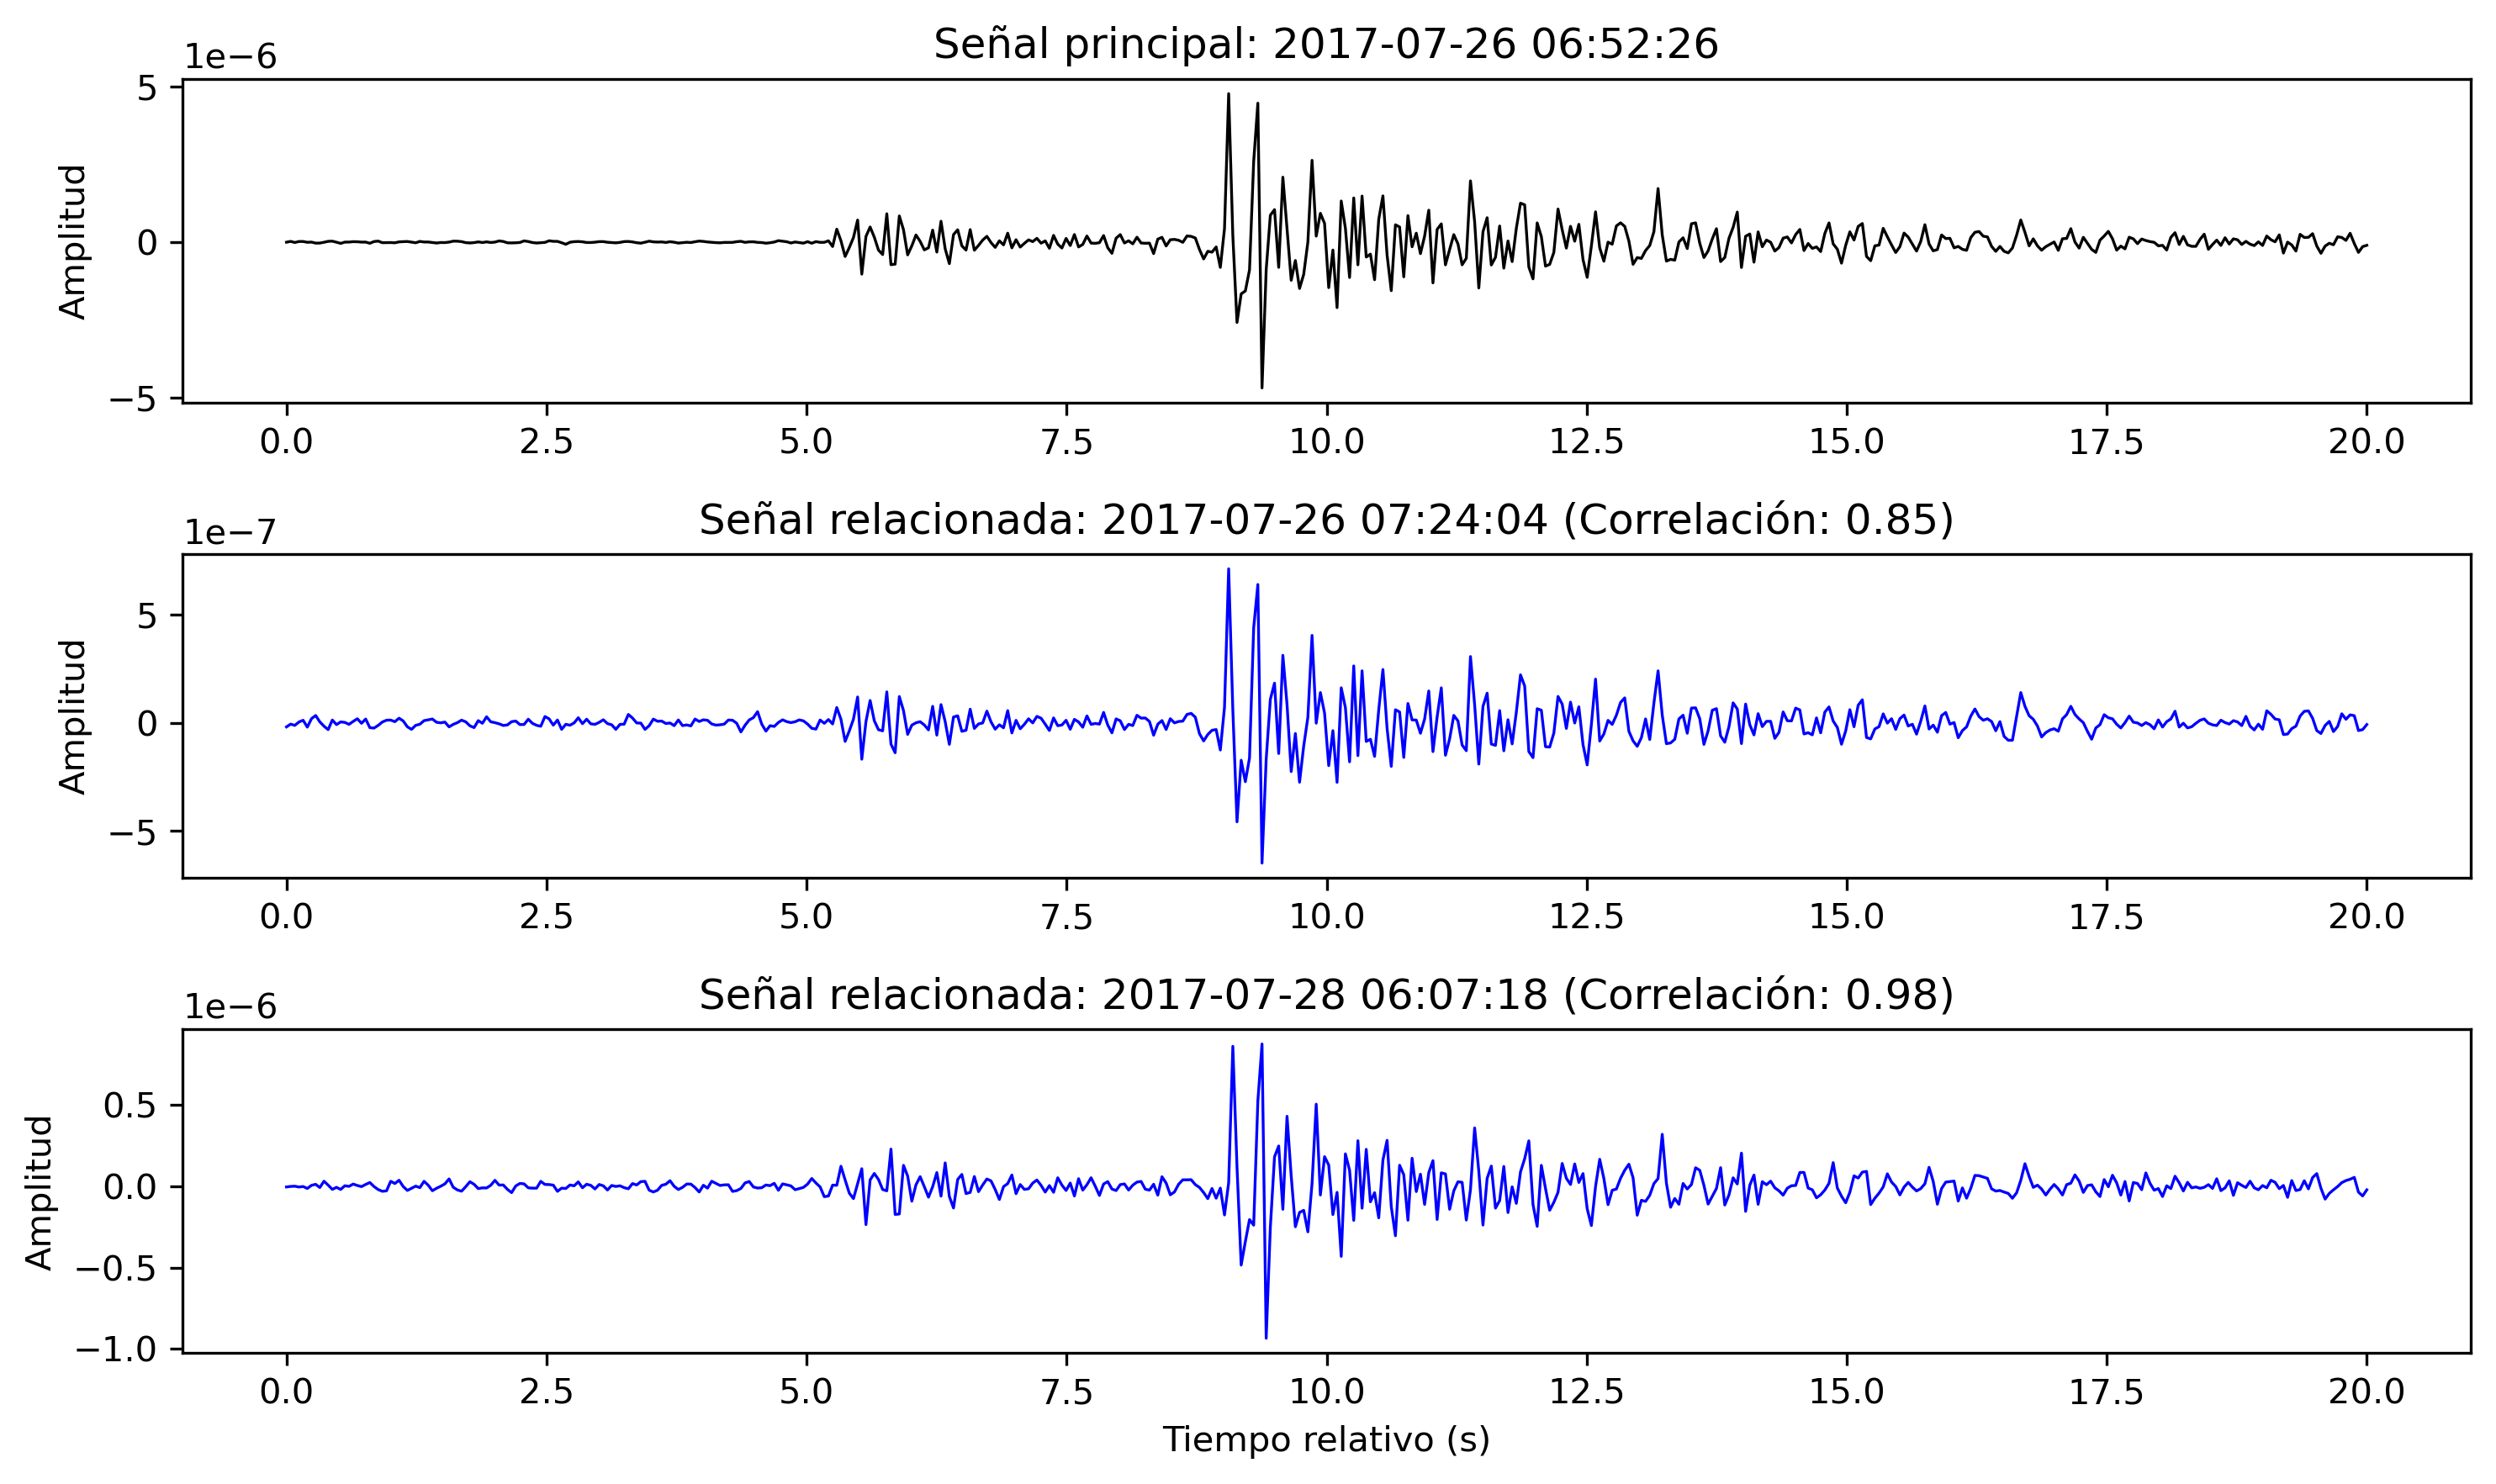 Señal principal: 2017-07-26 06:52:26
1e−6
5
0
−5
Amplitud
0.0 2.5 5.0 7.5 10.0 12.5 15.0 17.5 20.0
Señal relacionada: 2017-07-26 07:24:04 (Correlación: 0.85)
1e−7
5
0
−5
Amplitud
0.0 2.5 5.0 7.5 10.0 12.5 15.0 17.5 20.0
Señal relacionada: 2017-07-28 06:07:18 (Correlación: 0.98)
1e−6
0.5
0.0
−0.5
−1.0
Amplitud
0.0 2.5 5.0 7.5 10.0 12.5 15.0 17.5 20.0
Tiempo relativo (s)